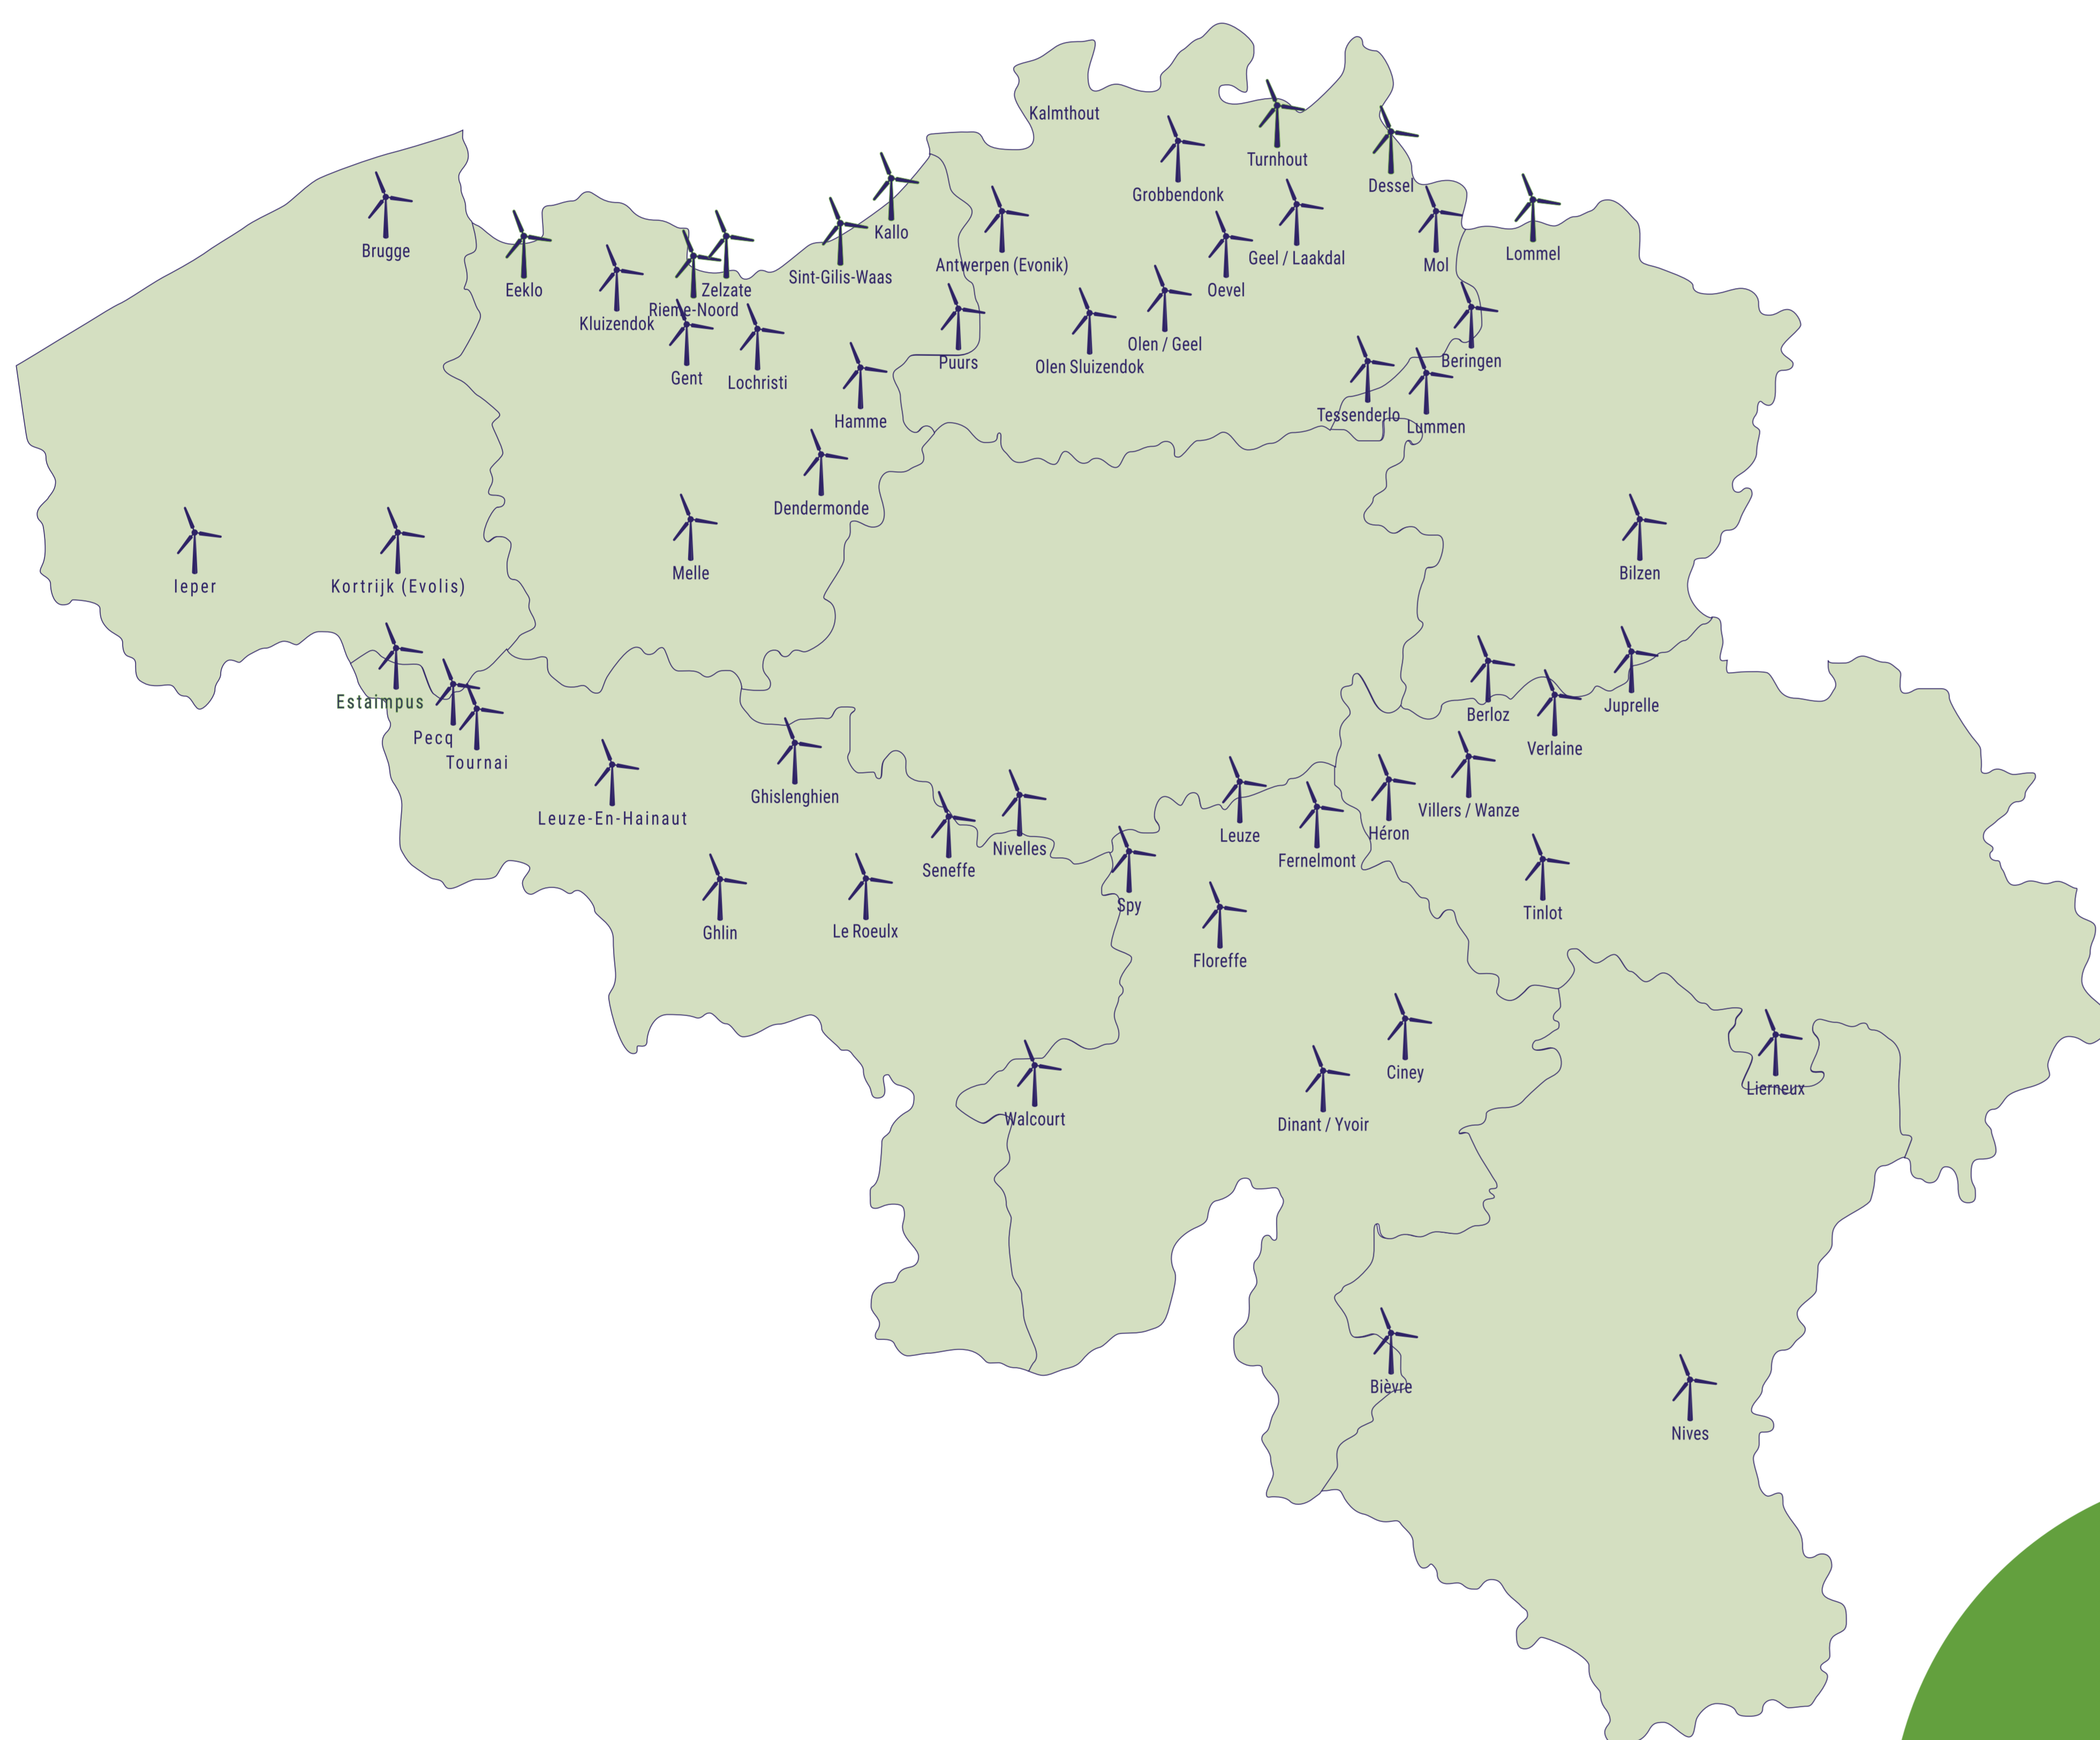 Kalmthout
Turnhout
Dessel
Grobbendonk
Kallo
Brugge
Lommel
Geel / Laakdal
Antwerpen (Evonik)
Mol
Sint-Gilis-Waas
Eeklo
Zelzate
Oevel
Rieme-Noord
Kluizendok
Olen / Geel
Beringen
Puurs
Olen Sluizendok
Gent
Lochristi
Tessenderlo
Hamme
Lummen
Dendermonde
Melle
Bilzen
Ieper
Kortrijk (Evolis)
Estaimpus
Juprelle
Berloz
Pecq
Verlaine
Tournai
Ghislenghien
Villers / Wanze
Leuze-En-Hainaut
Héron
Leuze
Nivelles
Fernelmont
Seneffe
Spy
Tinlot
Le Roeulx
Ghlin
Floreffe
Ciney
Lierneux
Walcourt
Dinant / Yvoir
Bièvre
Nives